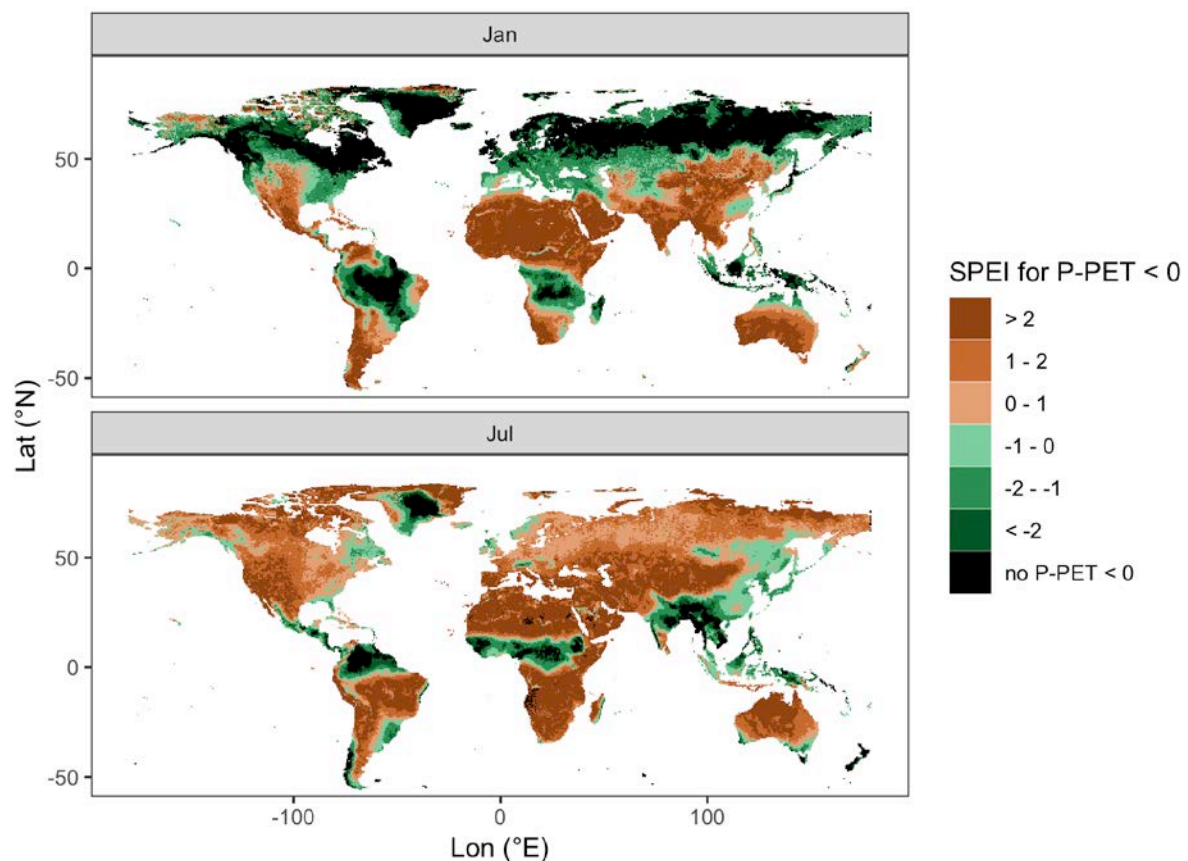 Jan
50
0
-50
Jul
50
0
-50
-100
0
100
Lon (°E)
Lat (°N)
SPEI for P-PET < 0
> 2
1 - 2
0 - 1
-1 - 0
-2 - -1
< -2
no P-PET < 0